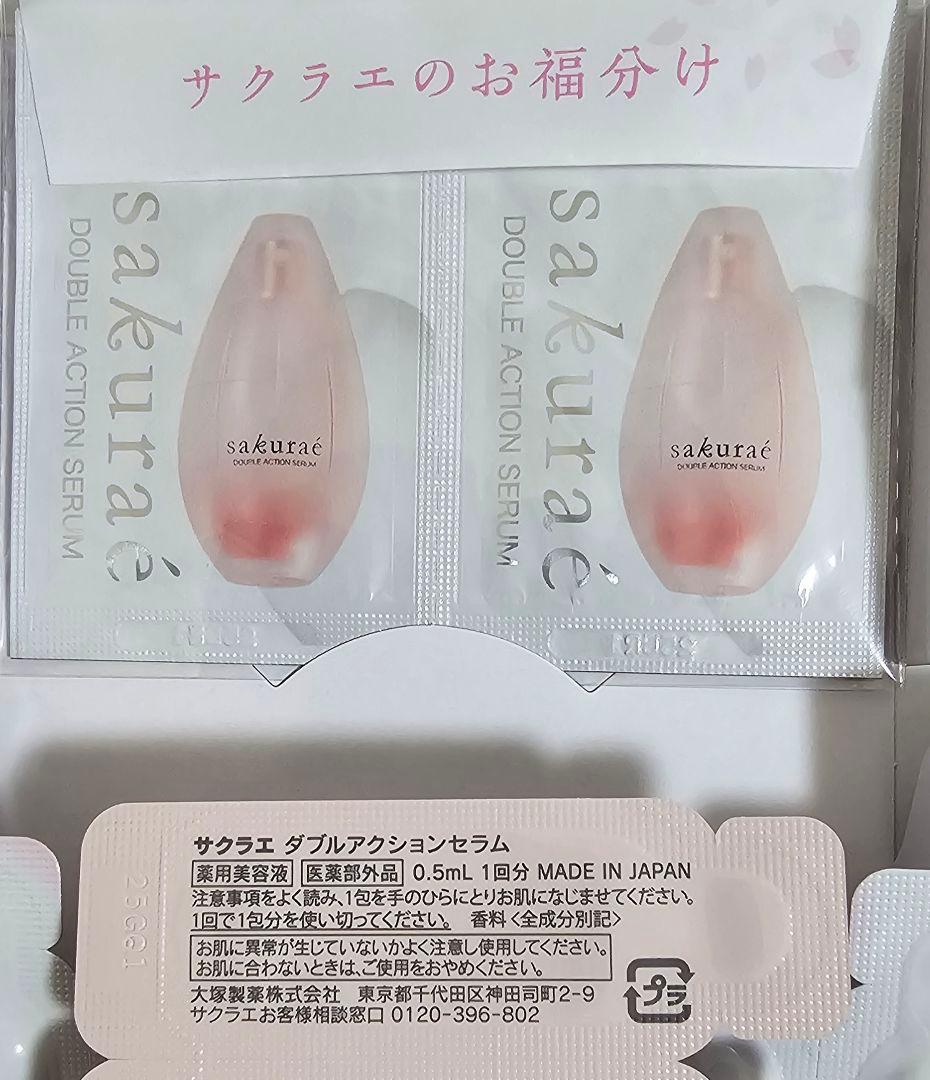 サクラエのお福分け
sakuraé
DOUBLE ACTION SERUM
sakuraé
DOUBLE ACTION SERUM
sakuraé
DOUBLE ACTION SERUM
sakuraé
DOUBLE ACTION SERUM
サクラエ ダブルアクションセラム
薬用美容液 医薬部外品 0.5mL 1回分 MADE IN JAPAN
注意事項をよく読み、1包を手のひらにとりお肌になじませてください。
1回で1包分を使い切ってください。 香料 <全成分別記>
お肌に異常が生じていないかよく注意し使用してください。
お肌に合わないときは、ご使用をおやめください。
大塚製薬株式会社 東京都千代田区神田司町2-9
サクラエお客様相談窓口 0120-396-802
プラ